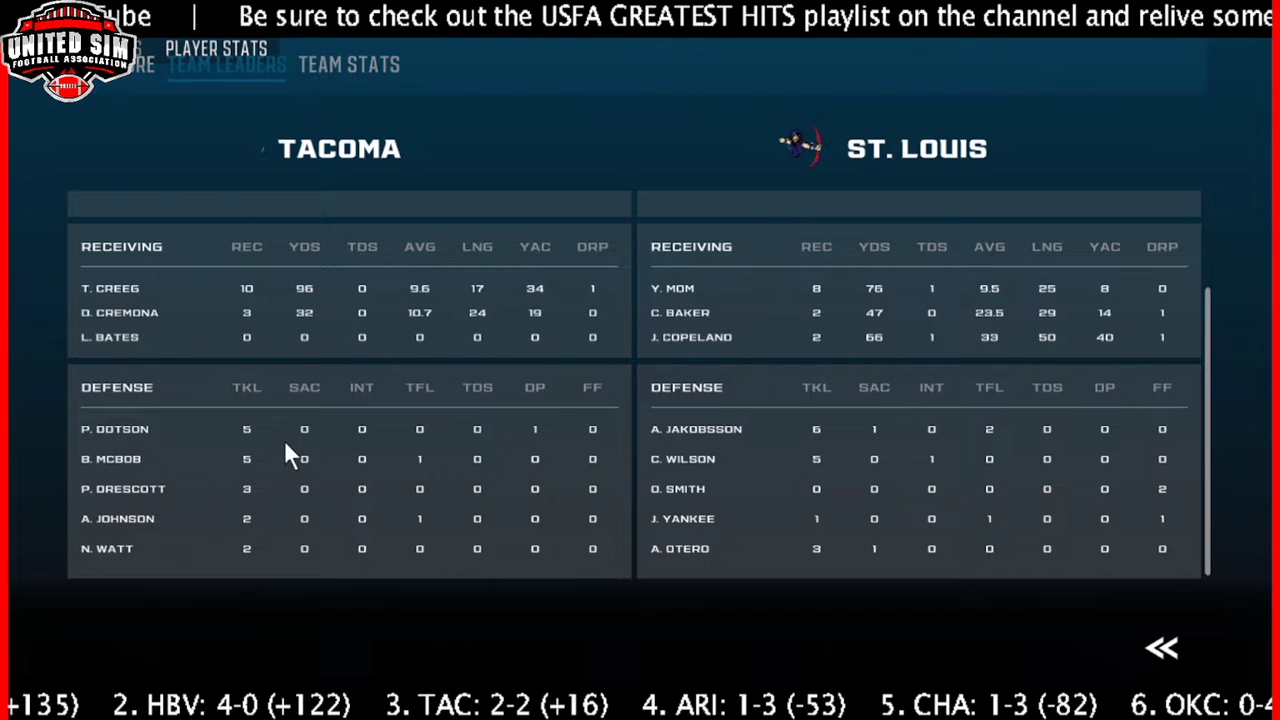 ube | Be sure to check out the USFA GREATEST HITS playlist on the channel and relive some
UNITED SIM
FOOTBALL ASSOCIATION
PLAYER STATS
RE TEAM LEADERS TEAM STATS
TACOMA
ST. LOUIS
RECEIVING REC YDS TDS AVG LNG YAC DRP
T. CREEG 10 96 0 9.6 17 34 1
D. CREMONA 3 32 0 10.7 24 19 0
L. BATES 0 0 0 0 0 0 0
RECEIVING REC YDS TDS AVG LNG YAC DRP
Y. MOM 8 76 1 9.5 25 8 0
C. BAKER 2 47 0 23.5 29 14 1
J. COPELAND 2 66 1 33 50 40 1
DEFENSE TKL SAC INT TFL TDS DP FF
P. DOTSON 5 0 0 0 0 1 0
B. MCBOB 5 0 0 1 0 0 0
P. DRESCOTT 3 0 0 0 0 0 0
A. JOHNSON 2 0 0 1 0 0 0
N. WATT 2 0 0 0 0 0 0
DEFENSE TKL SAC INT TFL TDS DP FF
A. JAKOBSSON 6 1 0 2 0 0 0
C. WILSON 5 0 1 0 0 0 0
D. SMITH 0 0 0 0 0 0 2
J. YANKEE 1 0 0 1 0 0 1
A. OTERO 3 1 0 0 0 0 0
+135) 2. HBV: 4-0 (+122) 3. TAC: 2-2 (+16) 4. ARI: 1-3 (-53) 5. CHA: 1-3 (-82) 6. OKC: 0-4